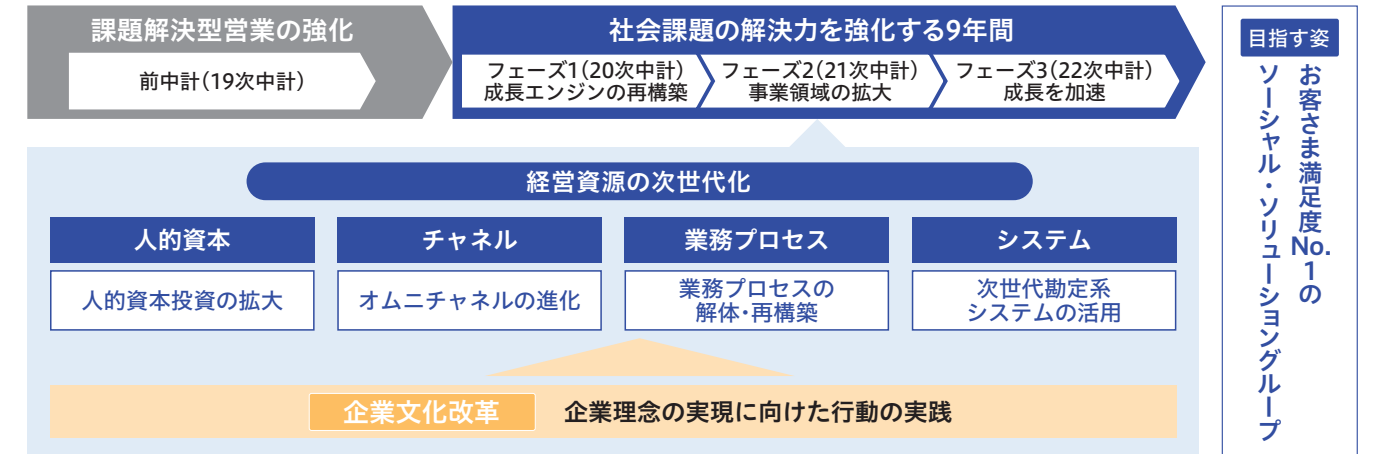 課題解決型営業の強化
前中計(19次中計)
社会課題の解決力を強化する9年間
フェーズ1(20次中計)
成長エンジンの再構築
フェーズ2(21次中計)
事業領域の拡大
フェーズ3(22次中計)
成長を加速
目指す姿
お客さま満足度No.1の
ソーシャル・ソリューショングループ
経営資源の次世代化
人的資本
人的資本投資の拡大
チャネル
オムニチャネルの進化
業務プロセス
業務プロセスの
解体・再構築
システム
次世代勘定系
システムの活用
企業文化改革
企業理念の実現に向けた行動の実践